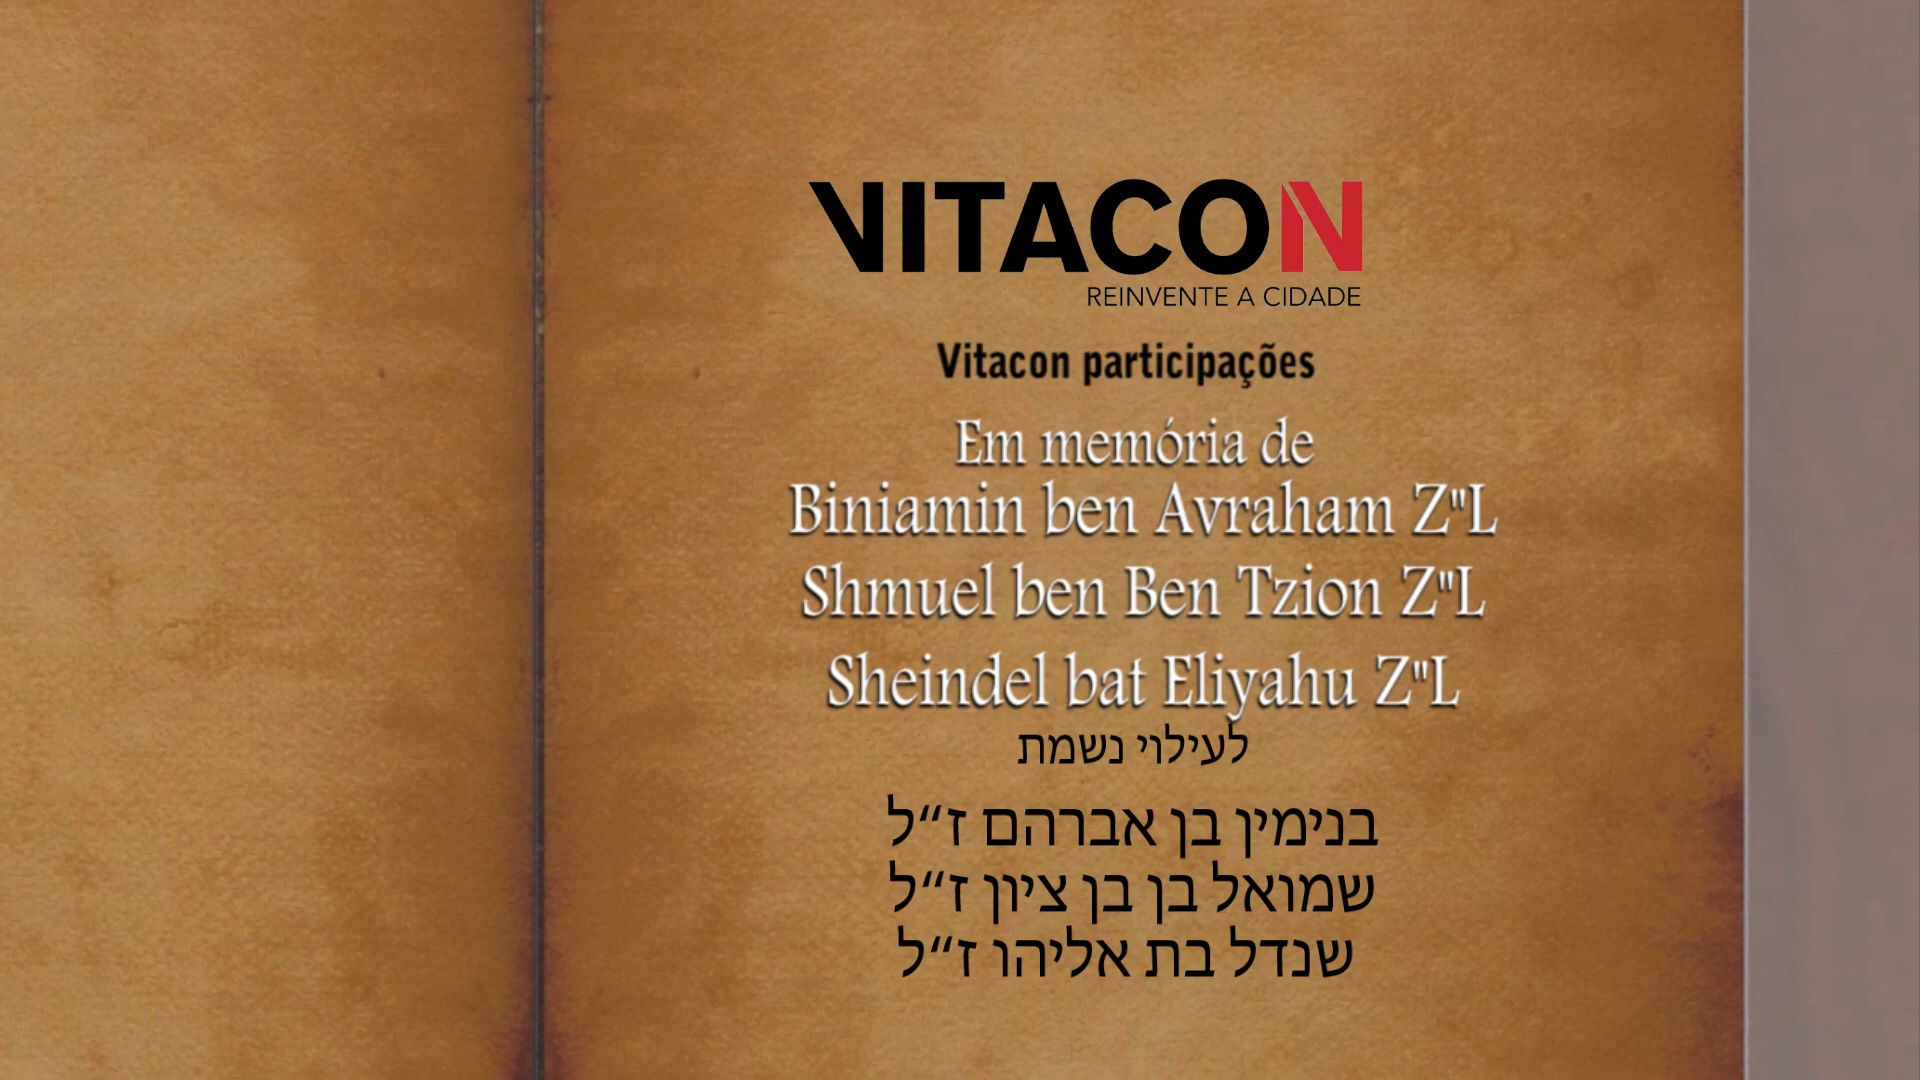 VITACON
REINVENTE A CIDADE
Vitacon participações
Em memória de
Biniamin ben Avraham Z"L
Shmuel ben Ben Tzion Z"L
Sheindel bat Eliyahu Z"L
לעילוי נשמת
בנימין בן אברהם ז״ל
שמואל בן בן ציון ז״ל
שנדל בת אליהו ז״ל